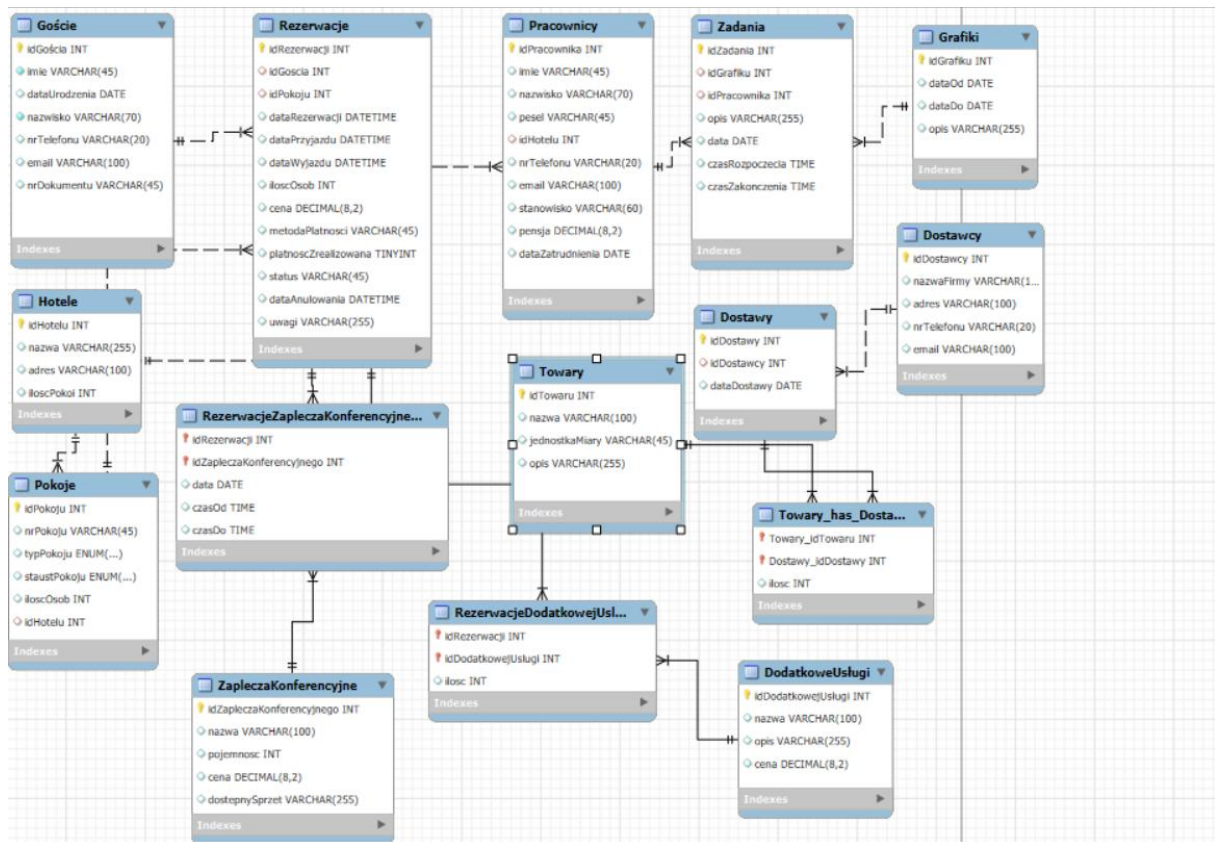 Goście
idGościa INT
imie VARCHAR(45)
dataUrodzenia DATE
nazwisko VARCHAR(70)
nrTelefonu VARCHAR(20)
email VARCHAR(100)
nrDokumentu VARCHAR(45)
Indexes
Rezerwacje
idRezerwacji INT
idGoscia INT
idPokoju INT
dataRezerwacji DATETIME
dataPrzyjazdu DATETIME
dataWyjazdu DATETIME
iloscOsob INT
cena DECIMAL(8,2)
metodaPlatnosci VARCHAR(45)
platnoscZrealizowana TINYINT
status VARCHAR(45)
dataAnulowania DATETIME
uwagi VARCHAR(255)
Indexes
Pracownicy
idPracownika INT
imie VARCHAR(45)
nazwisko VARCHAR(70)
pesel VARCHAR(45)
idHotelu INT
nrTelefonu VARCHAR(20)
email VARCHAR(100)
stanowisko VARCHAR(60)
pensja DECIMAL(8,2)
dataZatrudnienia DATE
Indexes
Zadania
idZadania INT
idGrafiku INT
idPracownika INT
opis VARCHAR(255)
data DATE
czasRozpoczecia TIME
czasZakonczenia TIME
Indexes
Grafiki
idGrafiku INT
dataOd DATE
dataDo DATE
opis VARCHAR(255)
Indexes
Dostawcy
idDostawcy INT
nazwaFirmy VARCHAR(1...
adres VARCHAR(100)
nrTelefonu VARCHAR(20)
email VARCHAR(100)
Indexes
Hotele
idHotelu INT
nazwa VARCHAR(255)
adres VARCHAR(100)
iloscPokoi INT
Indexes
Dostawy
idDostawy INT
idDostawcy INT
dataDostawy DATE
Indexes
Towary
idTowaru INT
nazwa VARCHAR(100)
jednostkaMiary VARCHAR(45)
opis VARCHAR(255)
Indexes
RezerwacjeZapleczaKonferencyjne...
idRezerwacji INT
idZapleczaKonferencyjnego INT
data DATE
czasOd TIME
czasDo TIME
Indexes
Pokoje
idPokoju INT
nrPokoju VARCHAR(45)
typPokoju ENUM(...)
staustPokoju ENUM(...)
iloscOsob INT
idHotelu INT
Indexes
Towary_has_Dosta...
Towary_idTowaru INT
Dostawy_idDostawy INT
ilosc INT
Indexes
RezerwacjeDodatkowejUsl...
idRezerwacji INT
idDodatkowejUslugi INT
ilosc INT
Indexes
ZapleczaKonferencyjne
idZapleczaKonferencyjnego INT
nazwa VARCHAR(100)
pojemnosc INT
cena DECIMAL(8,2)
dostepnySprzet VARCHAR(255)
Indexes
DodatkoweUsługi
idDodatkowejUsługi INT
nazwa VARCHAR(100)
opis VARCHAR(255)
cena DECIMAL(8,2)
Indexes